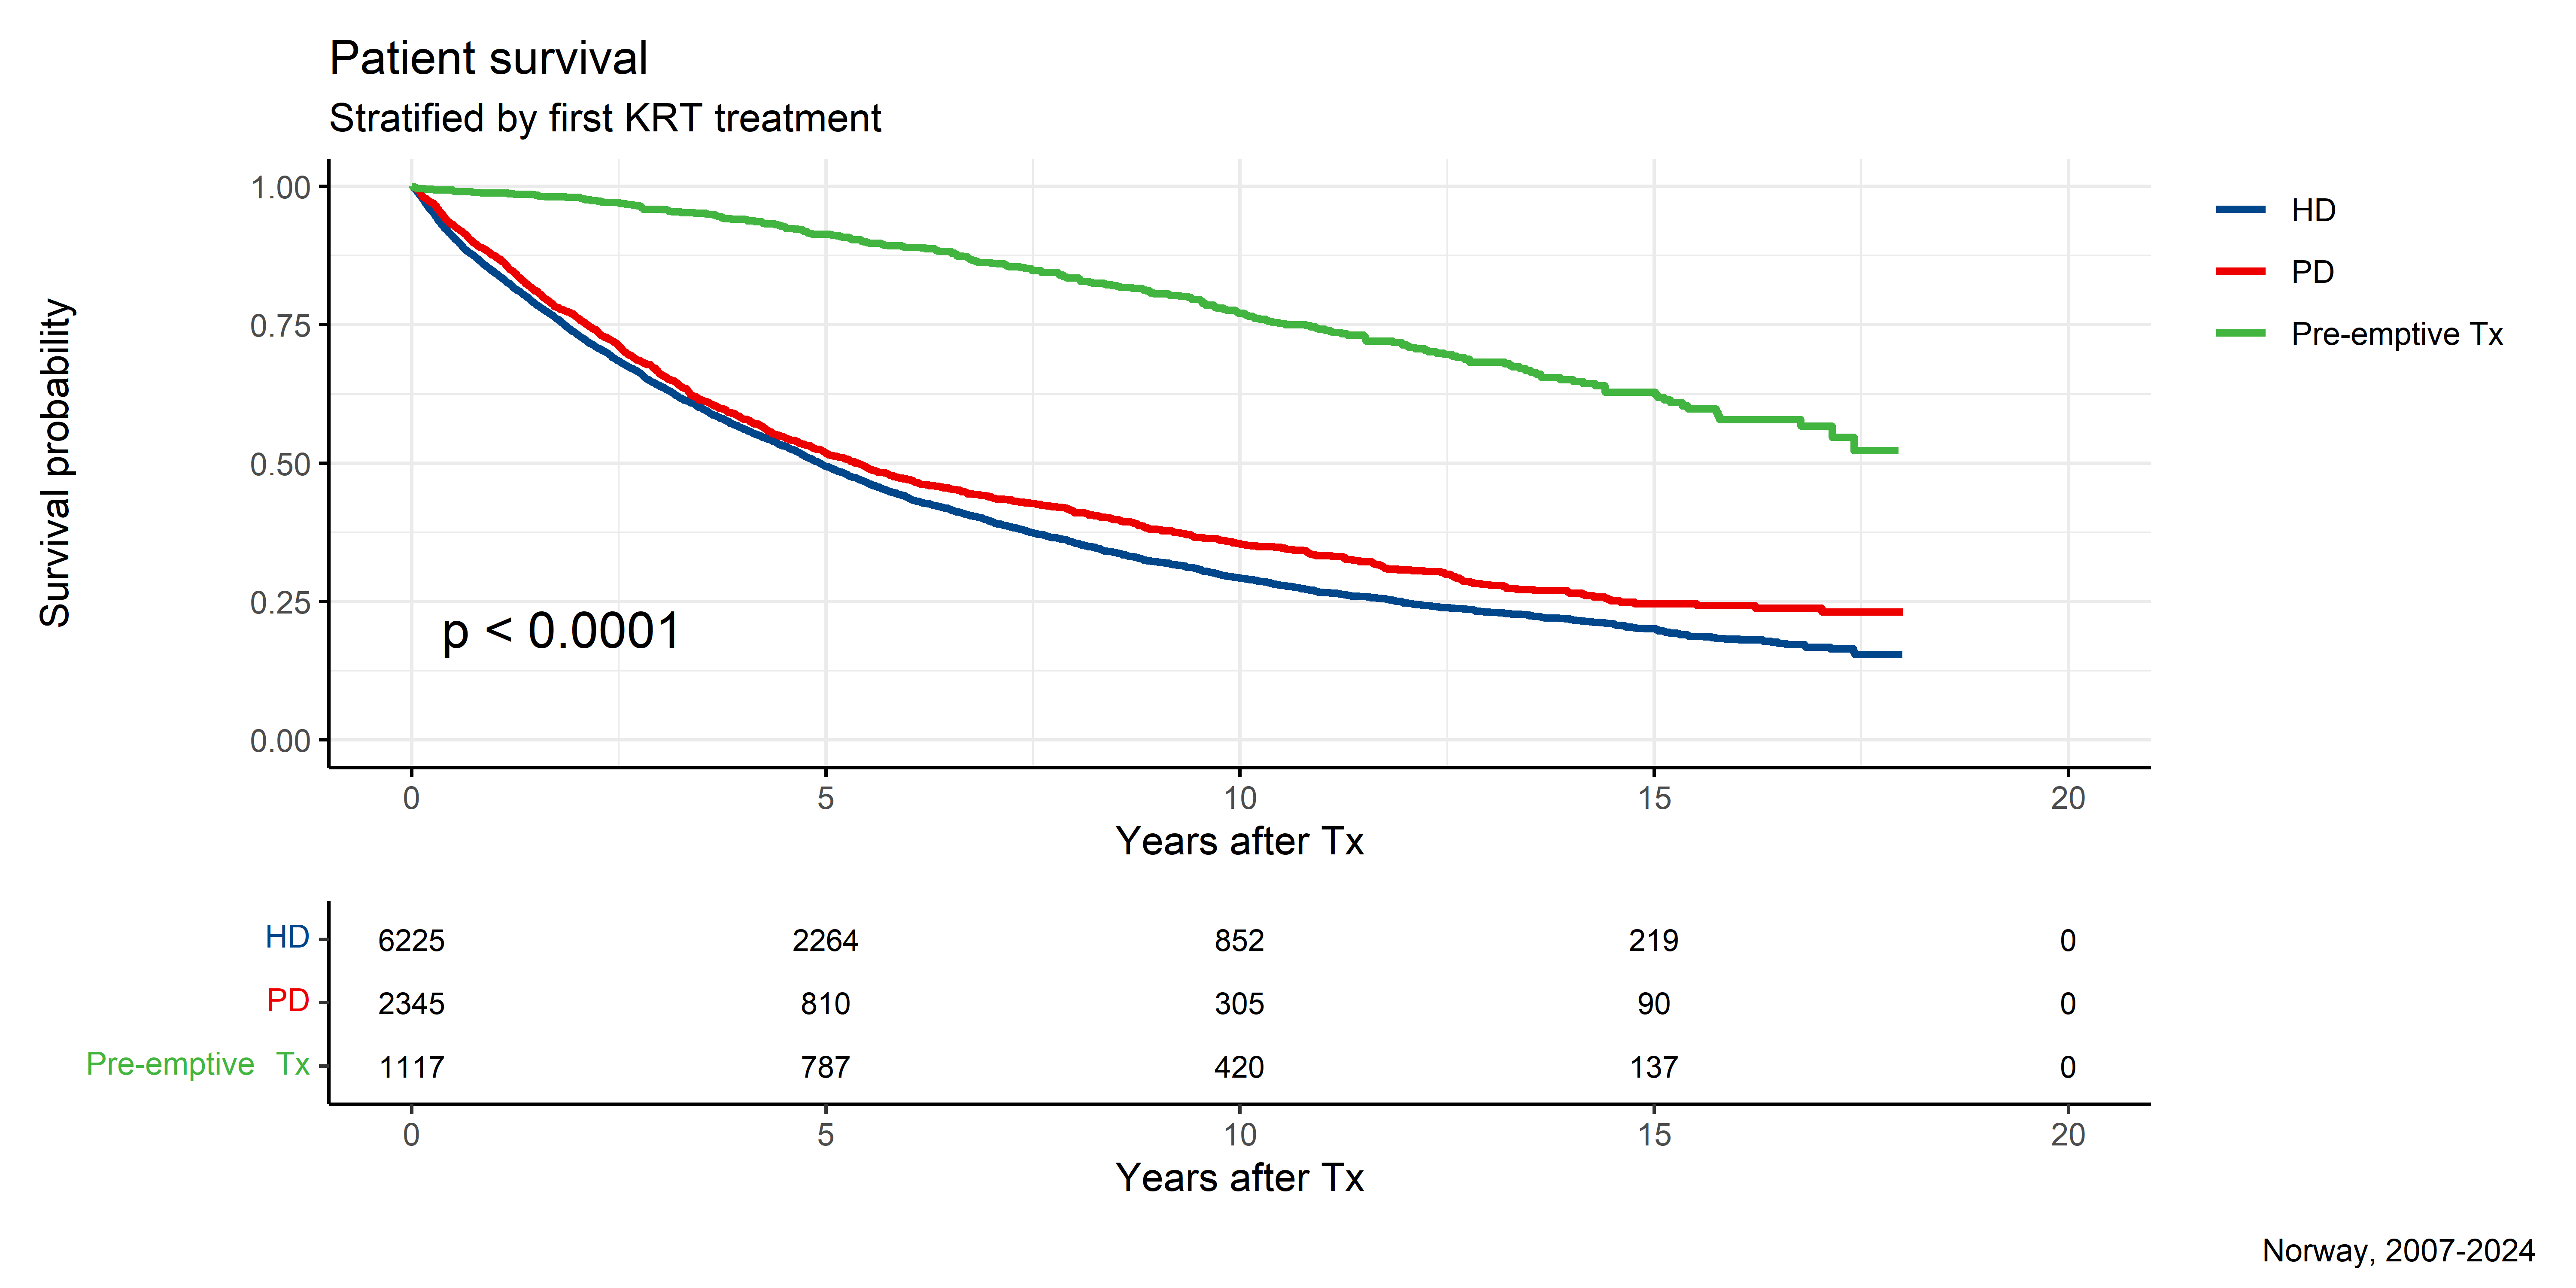 Patient survival
Stratified by first KRT treatment
Survival probability
1.00
0.75
0.50
0.25
0.00
p < 0.0001
0 5 10 15 20
Years after Tx
HD
PD
Pre-emptive Tx
HD 6225 2264 852 219 0
PD 2345 810 305 90 0
Pre-emptive Tx 1117 787 420 137 0
0 5 10 15 20
Years after Tx
Norway, 2007-2024